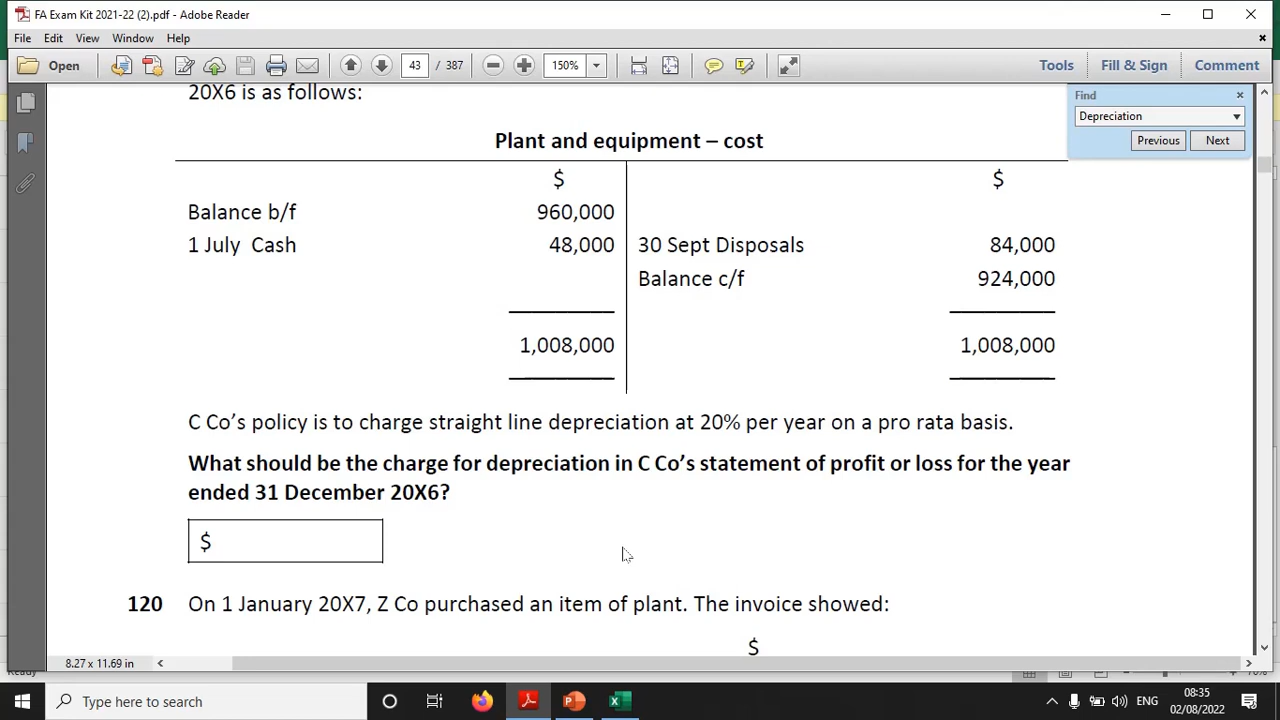 FA Exam Kit 2021-22 (2).pdf - Adobe Reader
File Edit View Window Help
Open 43 / 387 150% Tools Fill & Sign Comment
Find
Depreciation
Previous Next
20X6 is as follows:
Plant and equipment – cost
$ $
Balance b/f 960,000
1 July Cash 48,000 30 Sept Disposals 84,000
Balance c/f 924,000
1,008,000 1,008,000
C Co’s policy is to charge straight line depreciation at 20% per year on a pro rata basis.
What should be the charge for depreciation in C Co’s statement of profit or loss for the year
ended 31 December 20X6?
$
120 On 1 January 20X7, Z Co purchased an item of plant. The invoice showed:
$
8.27 x 11.69 in
Type here to search
ENG
08:35
02/08/2022